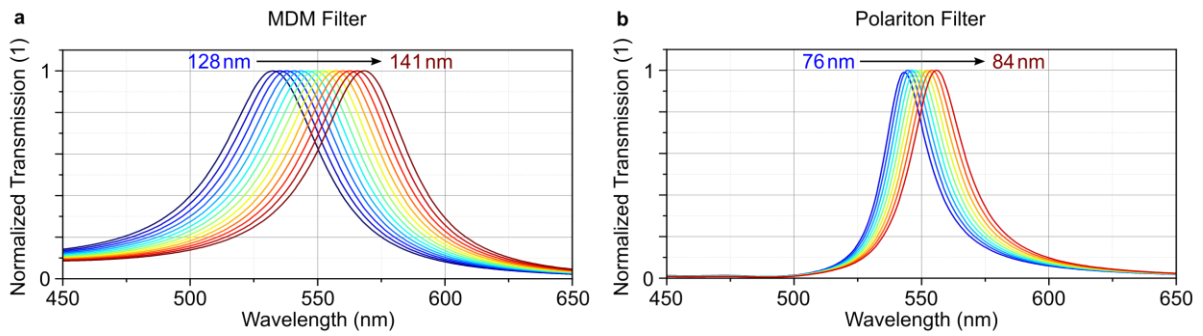 a
MDM Filter
Normalized Transmission (1)
1
0
128 nm
141 nm
450
500
550
600
650
Wavelength (nm)
b
Polariton Filter
Normalized Transmission (1)
1
0
76 nm
84 nm
450
500
550
600
650
Wavelength (nm)